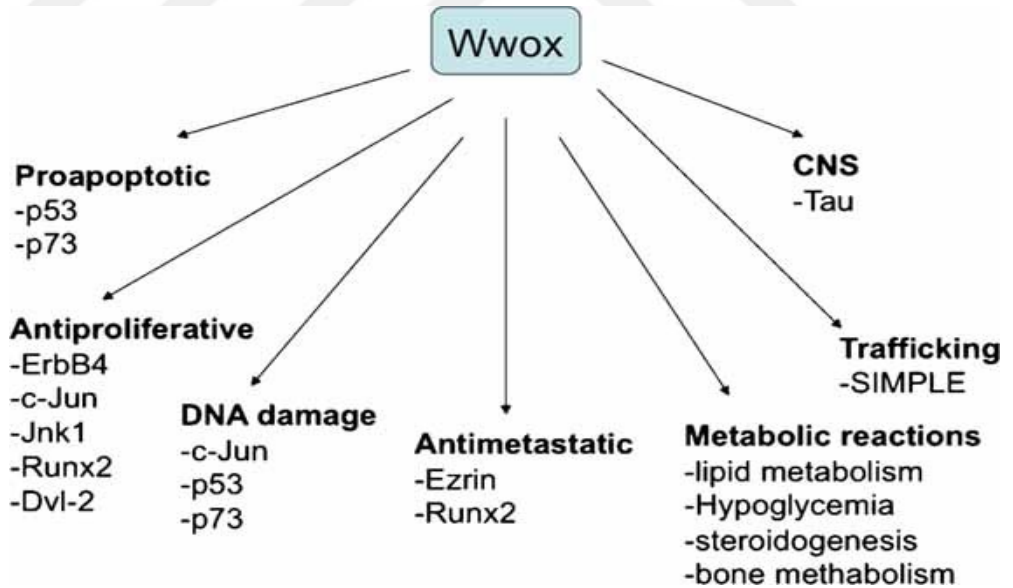 Wwox
Proapoptotic
-p53
-p73
CNS
-Tau
Antiproliferative
-ErbB4
-c-Jun
-Jnk1
-Runx2
-Dvl-2
DNA damage
-c-Jun
-p53
-p73
Antimetastatic
-Ezrin
-Runx2
Metabolic reactions
-lipid metabolism
-Hypoglycemia
-steroidogenesis
-bone methabolism
Trafficking
-SIMPLE